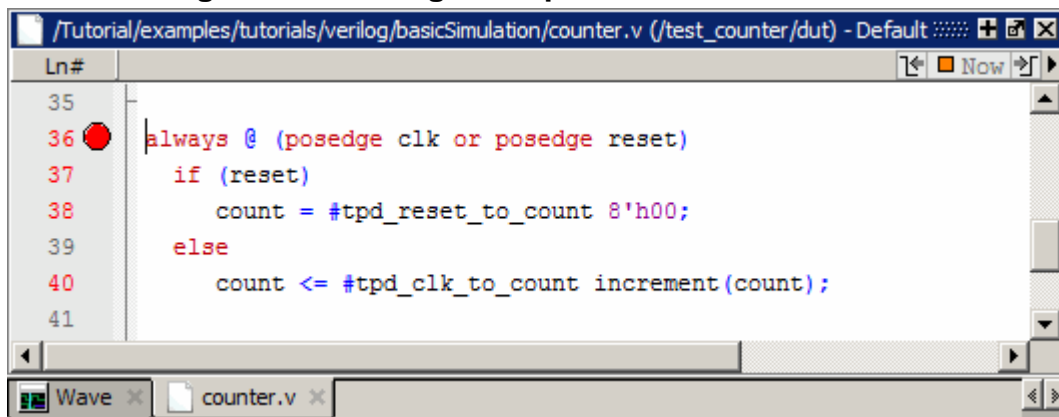 /Tutorial/examples/tutorials/verilog/basicSimulation/counter.v (/test_counter/dut) - Default
Ln#
Now
35
36 always @ (posedge clk or posedge reset)
37 if (reset)
38 count = #tpd_reset_to_count 8'h00;
39 else
40 count <= #tpd_clk_to_count increment(count);
41
Wave counter.v